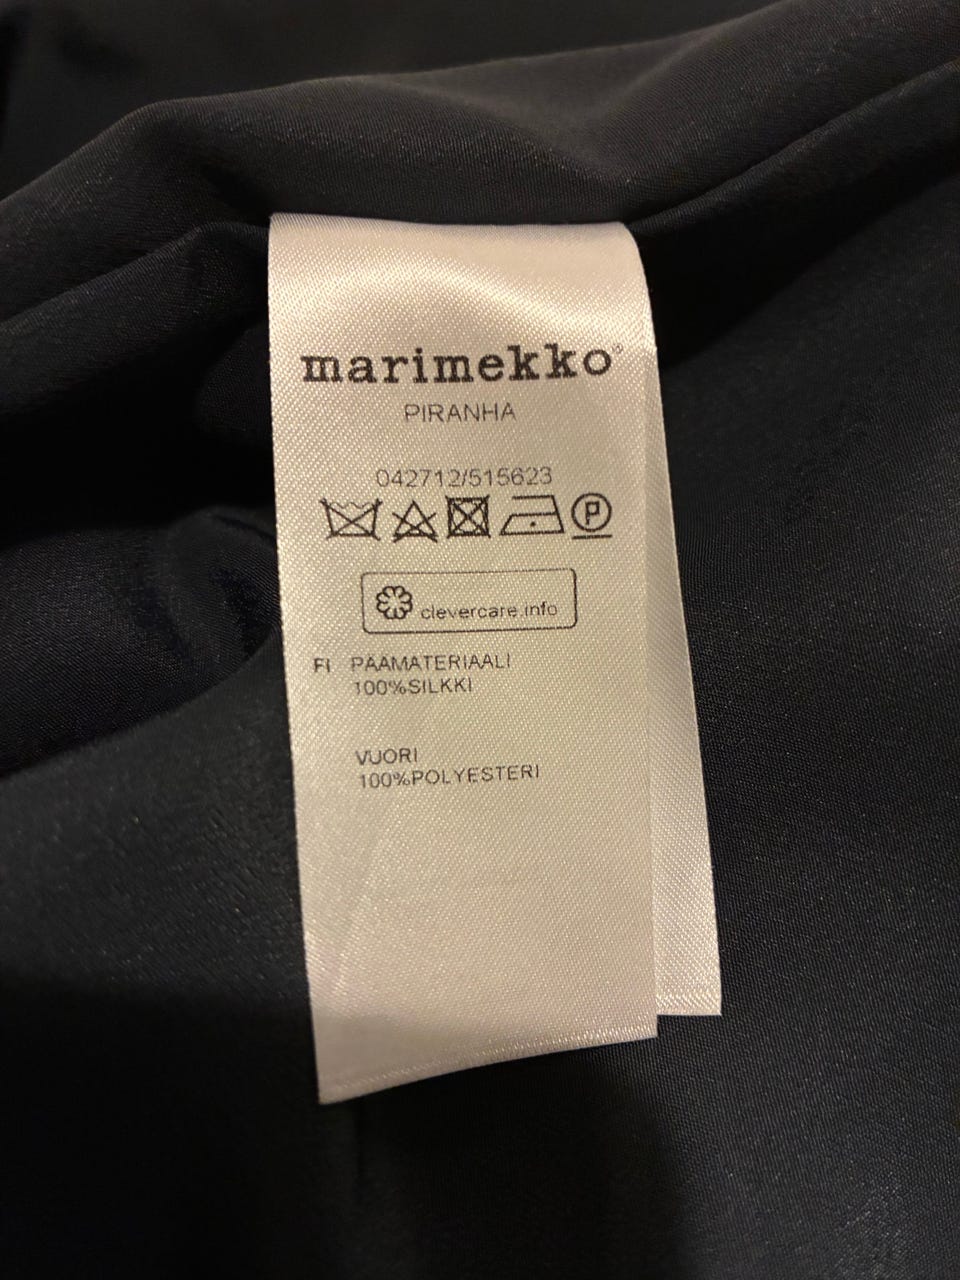 marimekko®
PIRANHA
042712/515623
P
clevercare.info
FI PÄÄMATERIAALI
100%SILKKI
VUORI
100%POLYESTERI